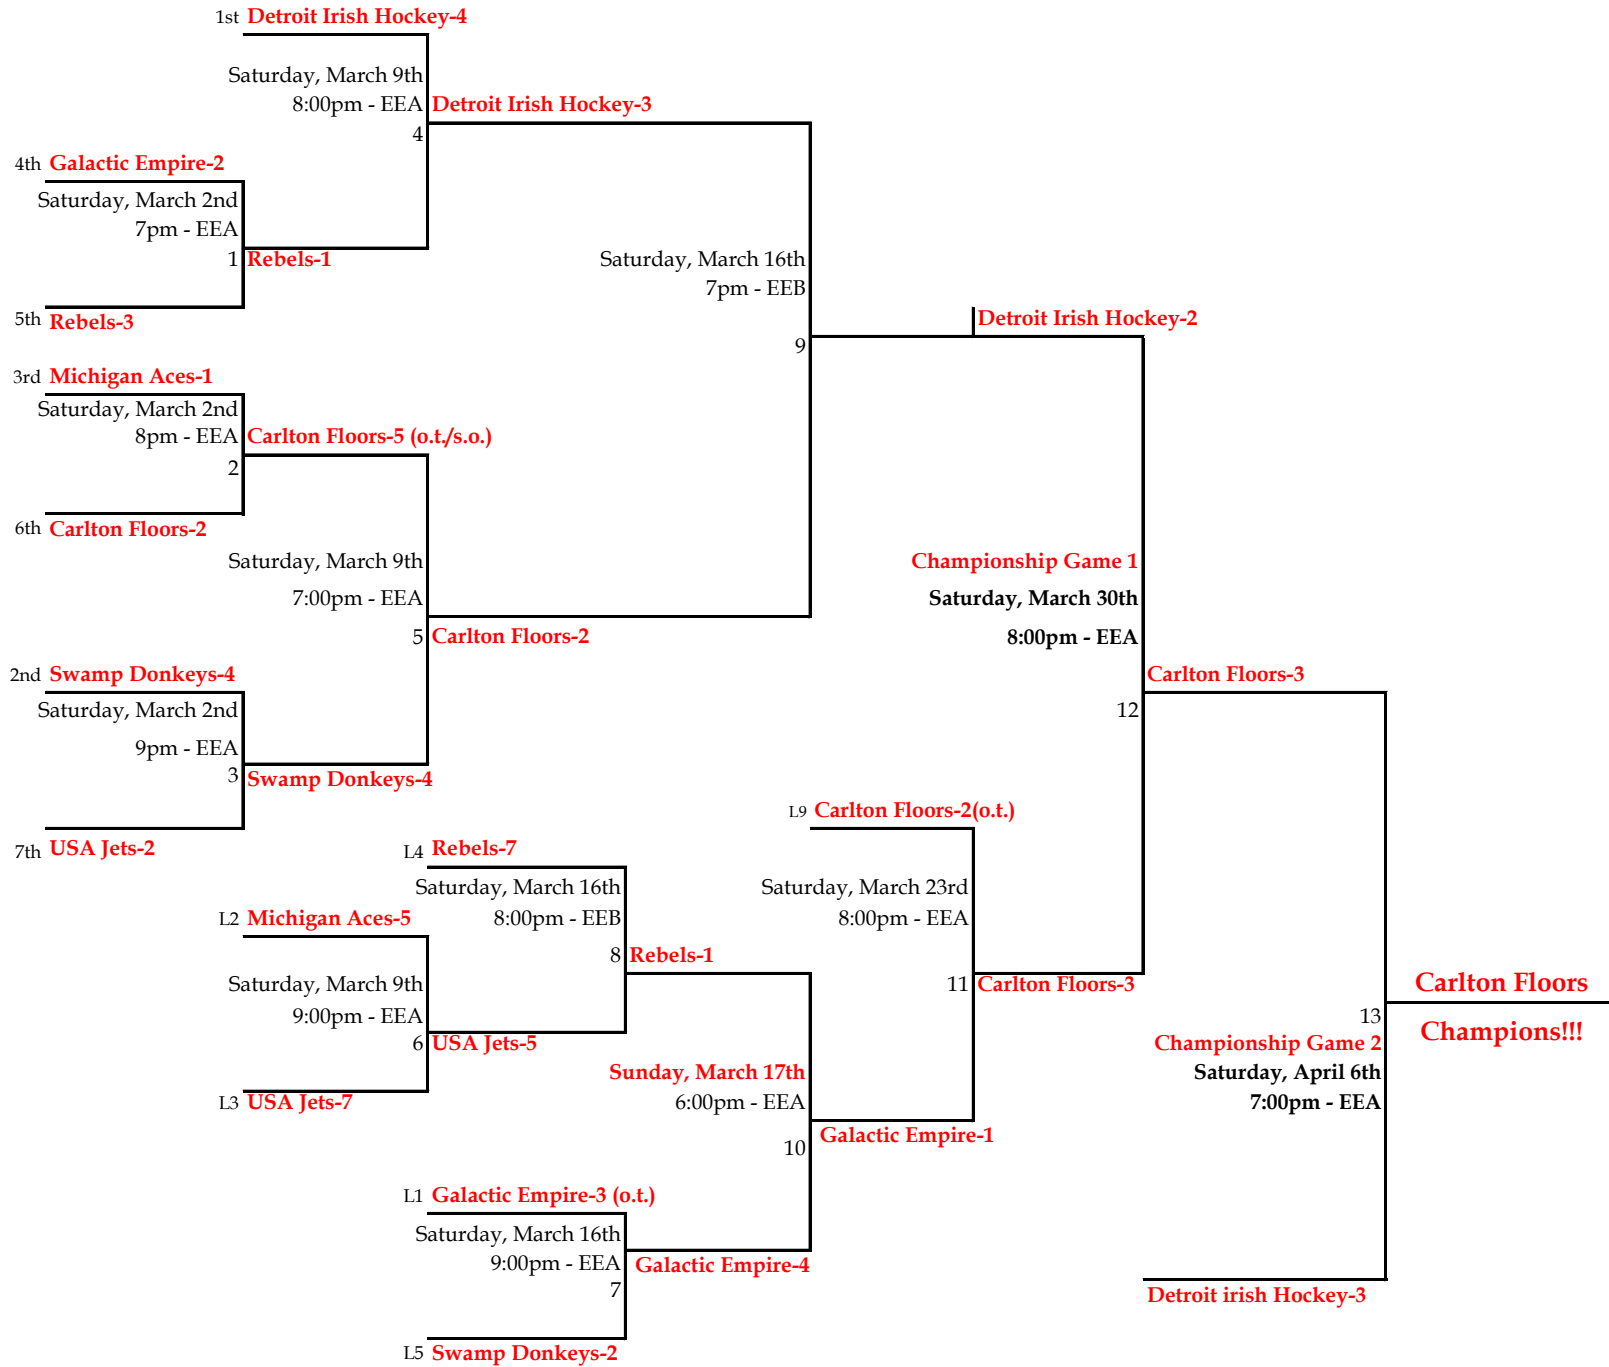 1st Detroit Irish Hockey-4
Saturday, March 9th
8:00pm - EEA
Detroit Irish Hockey-3
4
4th Galactic Empire-2
Saturday, March 2nd
7pm - EEA
1 Rebels-1
Saturday, March 16th
7pm - EEB
5th Rebels-3
Detroit Irish Hockey-2
9
3rd Michigan Aces-1
Saturday, March 2nd
8pm - EEA
Carlton Floors-5 (o.t./s.o.)
2
6th Carlton Floors-2
Saturday, March 9th
7:00pm - EEA
5 Carlton Floors-2
Championship Game 1
Saturday, March 30th
8:00pm - EEA
2nd Swamp Donkeys-4
Saturday, March 2nd
9pm - EEA
3 Swamp Donkeys-4
Carlton Floors-3
12
7th USA Jets-2
L9 Carlton Floors-2(o.t.)
L4 Rebels-7
Saturday, March 16th
8:00pm - EEB
Saturday, March 23rd
8:00pm - EEA
L2 Michigan Aces-5
8 Rebels-1
Saturday, March 9th
9:00pm - EEA
6 USA Jets-5
11 Carlton Floors-3
Carlton Floors
Champions!!!
13
Championship Game 2
Saturday, April 6th
7:00pm - EEA
L3 USA Jets-7
Sunday, March 17th
6:00pm - EEA
Galactic Empire-1
10
L1 Galactic Empire-3 (o.t.)
Saturday, March 16th
9:00pm - EEA
Galactic Empire-4
7
Detroit irish Hockey-3
L5 Swamp Donkeys-2